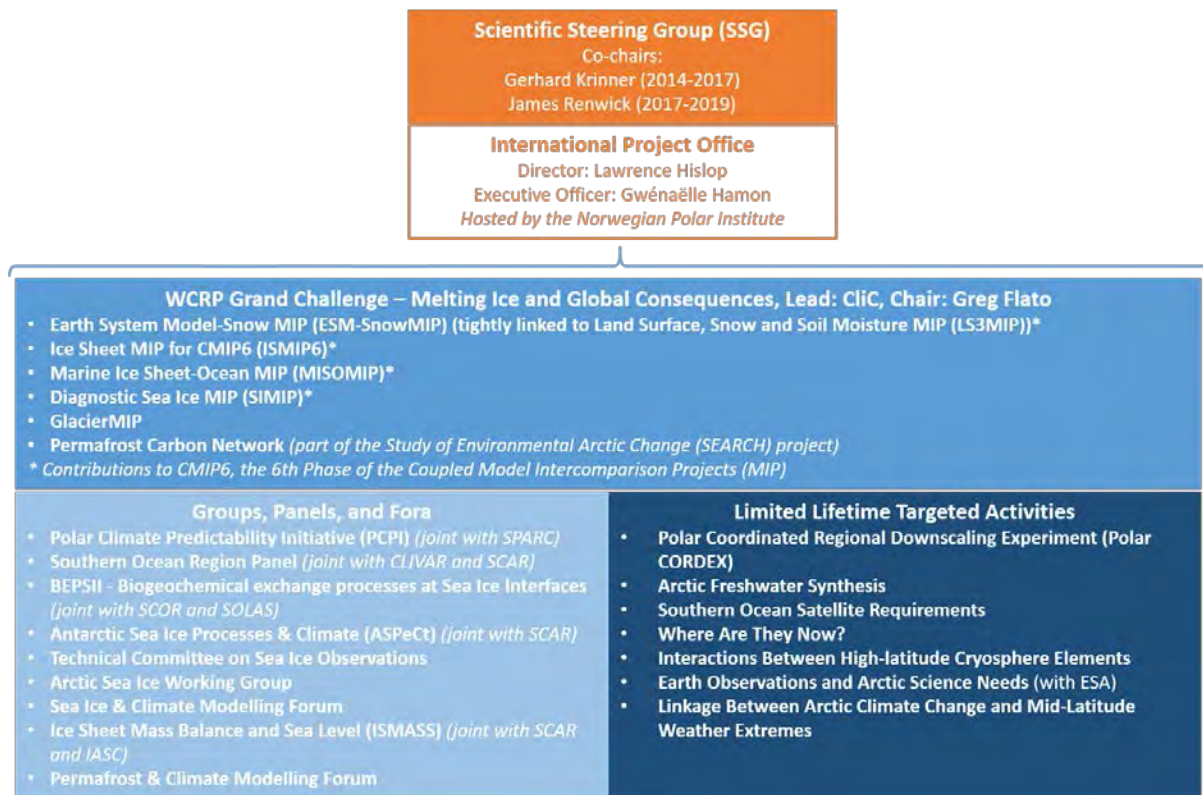 Scientific Steering Group (SSG)
Co-chairs:
Gerhard Krinner (2014-2017)
James Renwick (2017-2019)
International Project Office
Director: Lawrence Hislop
Executive Officer: Gwénaëlle Hamon
Hosted by the Norwegian Polar Institute
WCRP Grand Challenge – Melting Ice and Global Consequences, Lead: CliC, Chair: Greg Flato
• Earth System Model-Snow MIP (ESM-SnowMIP) (tightly linked to Land Surface, Snow and Soil Moisture MIP (LS3MIP))*
• Ice Sheet MIP for CMIP6 (ISMIP6)*
• Marine Ice Sheet-Ocean MIP (MISOMIP)*
• Diagnostic Sea Ice MIP (SIMIP)*
• GlacierMIP
• Permafrost Carbon Network (part of the Study of Environmental Arctic Change (SEARCH) project)
* Contributions to CMIP6, the 6th Phase of the Coupled Model Intercomparison Projects (MIP)
Groups, Panels, and Fora
• Polar Climate Predictability Initiative (PCPI) (joint with SPARC)
• Southern Ocean Region Panel (joint with CLIVAR and SCAR)
• BEPSII - Biogeochemical exchange processes at Sea Ice Interfaces
(joint with SCOR and SOLAS)
• Antarctic Sea Ice Processes & Climate (ASPeCt) (joint with SCAR)
• Technical Committee on Sea Ice Observations
• Arctic Sea Ice Working Group
• Sea Ice & Climate Modelling Forum
• Ice Sheet Mass Balance and Sea Level (ISMASS) (joint with SCAR
and IASC)
• Permafrost & Climate Modelling Forum
Limited Lifetime Targeted Activities
• Polar Coordinated Regional Downscaling Experiment (Polar
CORDEX)
• Arctic Freshwater Synthesis
• Southern Ocean Satellite Requirements
• Where Are They Now?
• Interactions Between High-latitude Cryosphere Elements
• Earth Observations and Arctic Science Needs (with ESA)
• Linkage Between Arctic Climate Change and Mid-Latitude
Weather Extremes